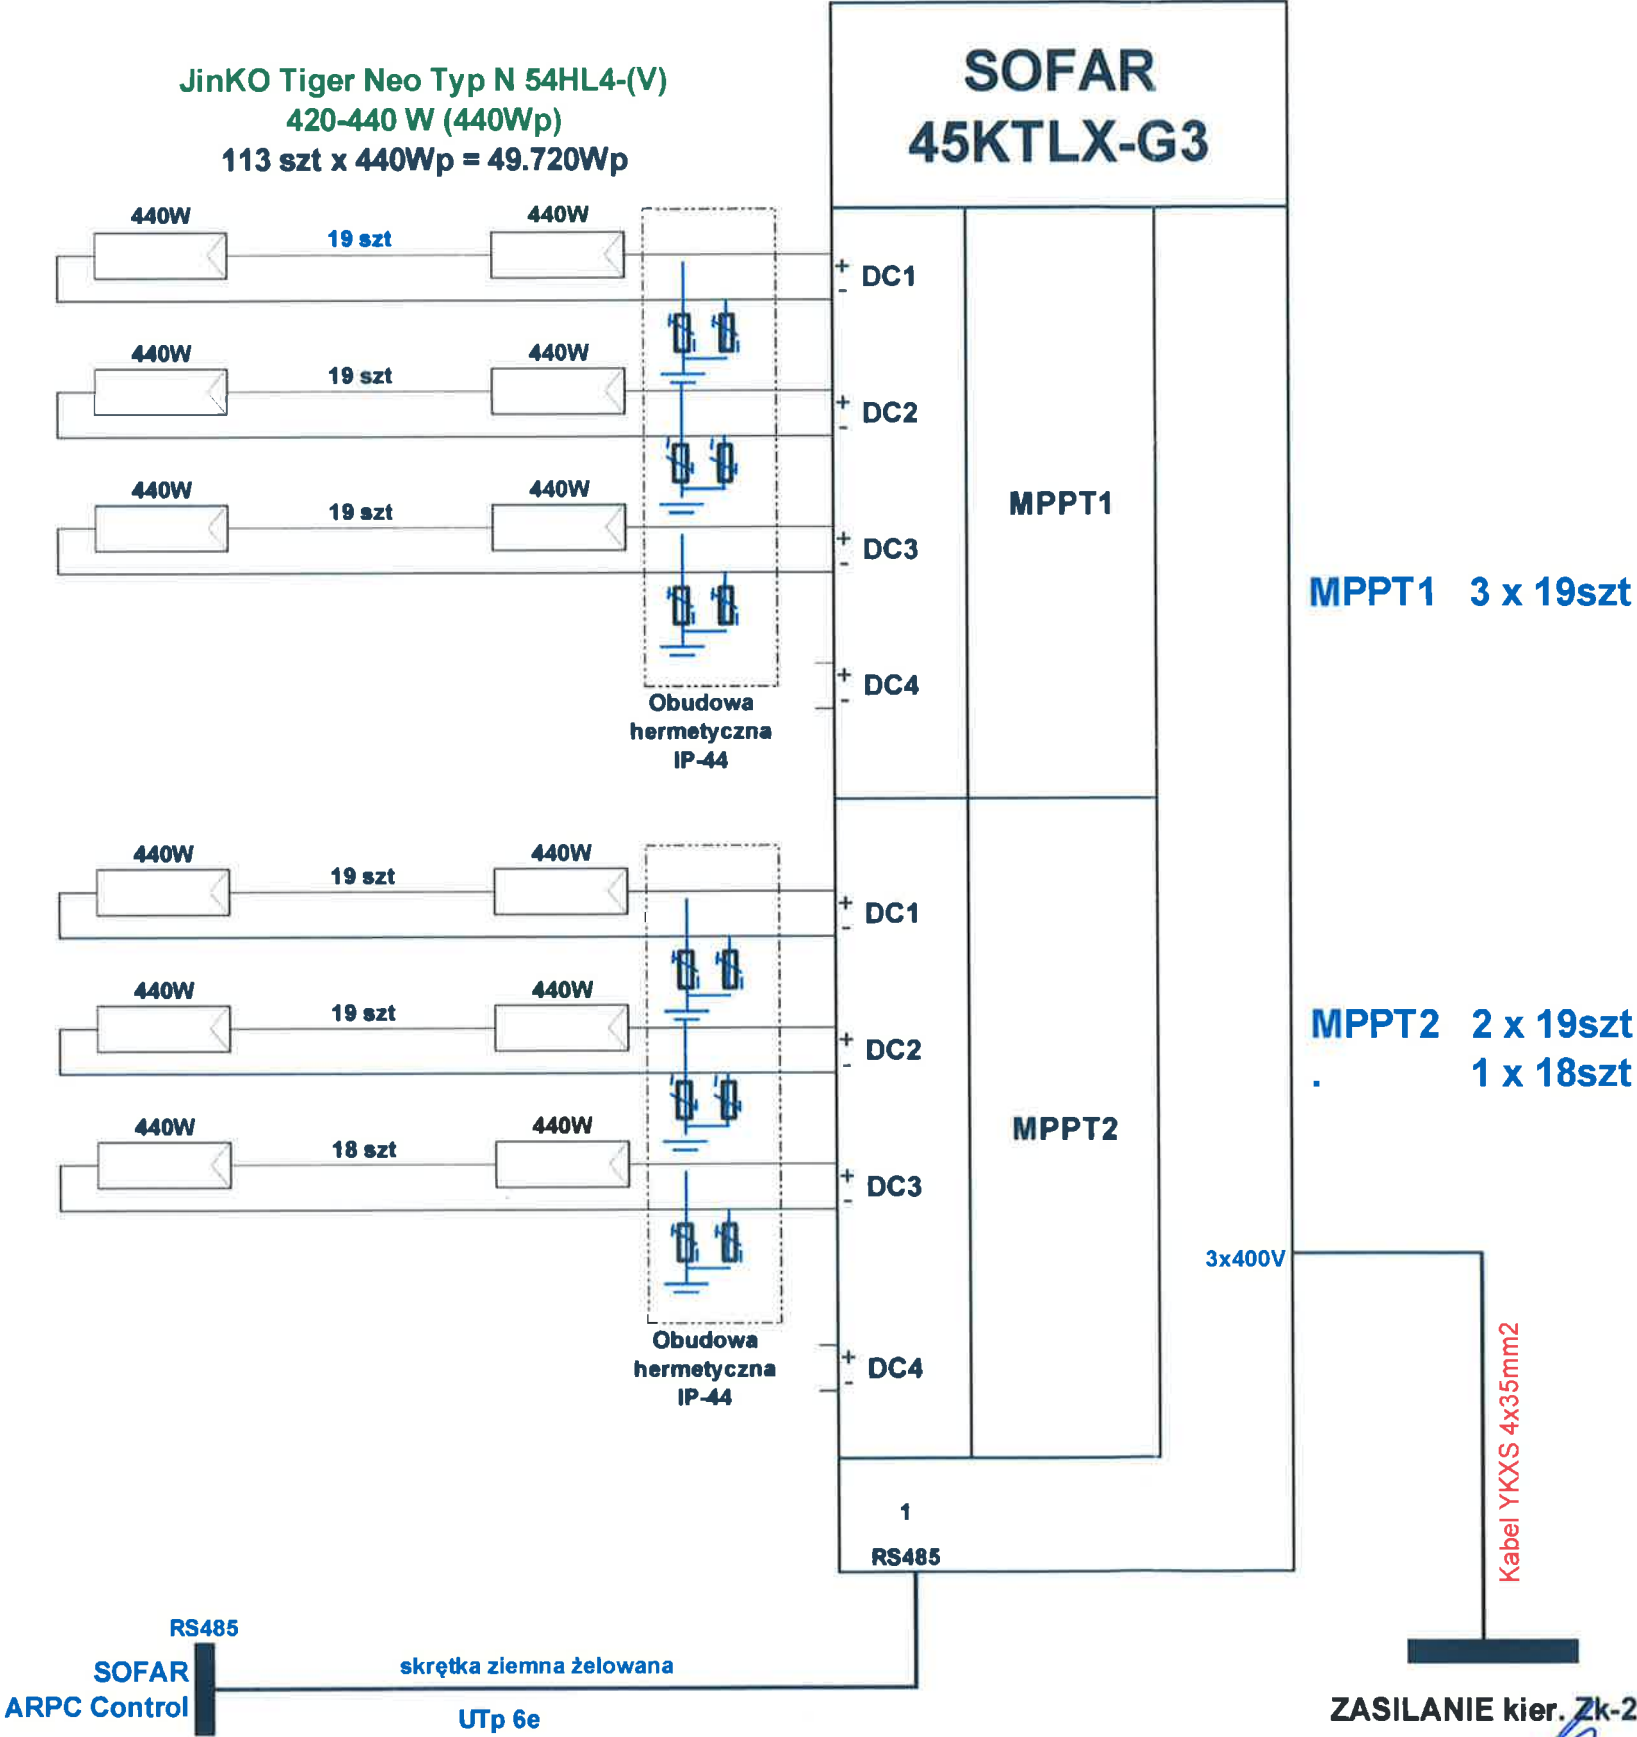 SOFAR
45KTLX-G3
JinKO Tiger Neo Typ N 54HL4-(V)
420-440 W (440Wp)
113 szt x 440Wp = 49.720Wp
440W
19 szt
440W
+
-
DC1
440W
19 szt
440W
+
-
DC2
440W
19 szt
440W
+
-
DC3
MPPT1
MPPT1 3 x 19szt
+
-
DC4
Obudowa
hermetyczna
IP-44
440W
19 szt
440W
+
-
DC1
440W
19 szt
440W
+
-
DC2
MPPT2 2 x 19szt
. 1 x 18szt
440W
18 szt
440W
+
-
DC3
MPPT2
3x400V
+
-
DC4
Obudowa
hermetyczna
IP-44
Kabel YKXS 4x35mm2
1
RS485
RS485
SOFAR
ARPC Control
skrętka ziemna żelowana
UTp 6e
ZASILANIE kier. Zk-2